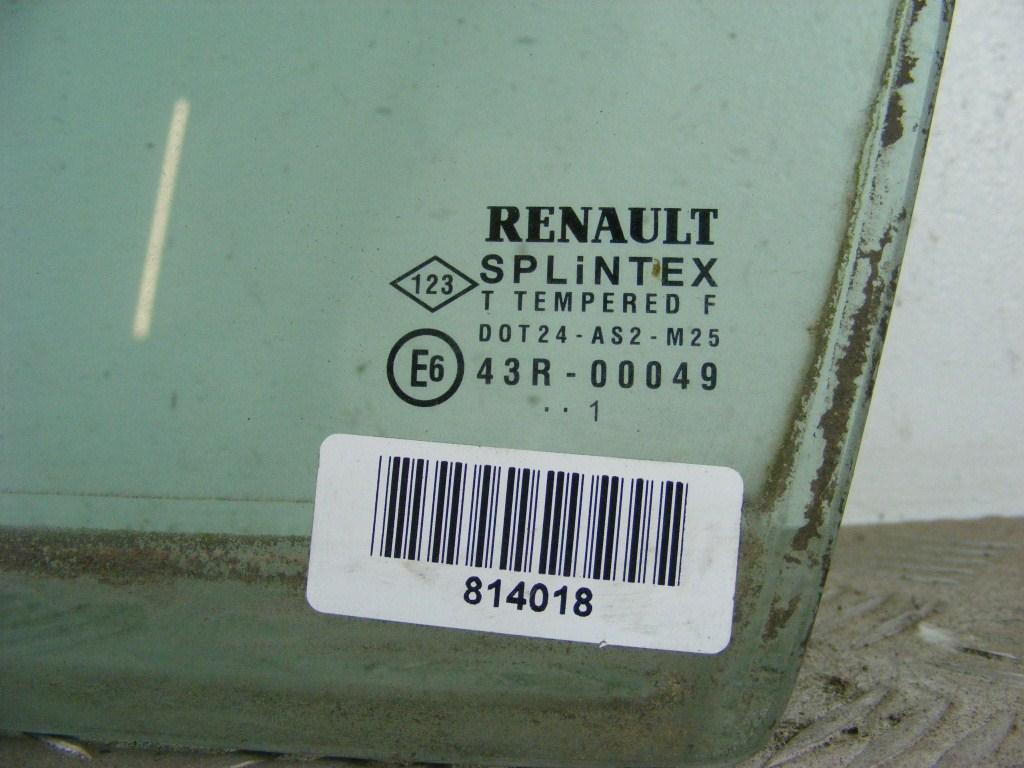 RENAULT
123 SPLiNTEX
T TEMPERED F
DOT24-AS2-M25
E6 43R-00049
.. 1
814018